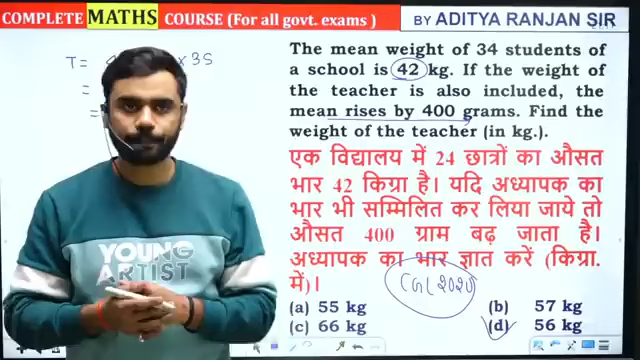 COMPLETE MATHS COURSE (For all govt. exams)
BY ADITYA RANJAN SIR
T= × 35
=
=
The mean weight of 34 students of
a school is 42 kg. If the weight of
the teacher is also included, the
mean rises by 400 grams. Find the
weight of the teacher (in kg.).
एक विद्यालय में 24 छात्रों का औसत
भार 42 किग्रा है। यदि अध्यापक का
भार भी सम्मिलित कर लिया जाये तो
औसत 400 ग्राम बढ़ जाता है।
अध्यापक का भार ज्ञात करें (किग्रा.
में)।
CGL 2020
(a) 55 kg (b) 57 kg
(c) 66 kg (d) 56 kg
YOUNG
ARTIST